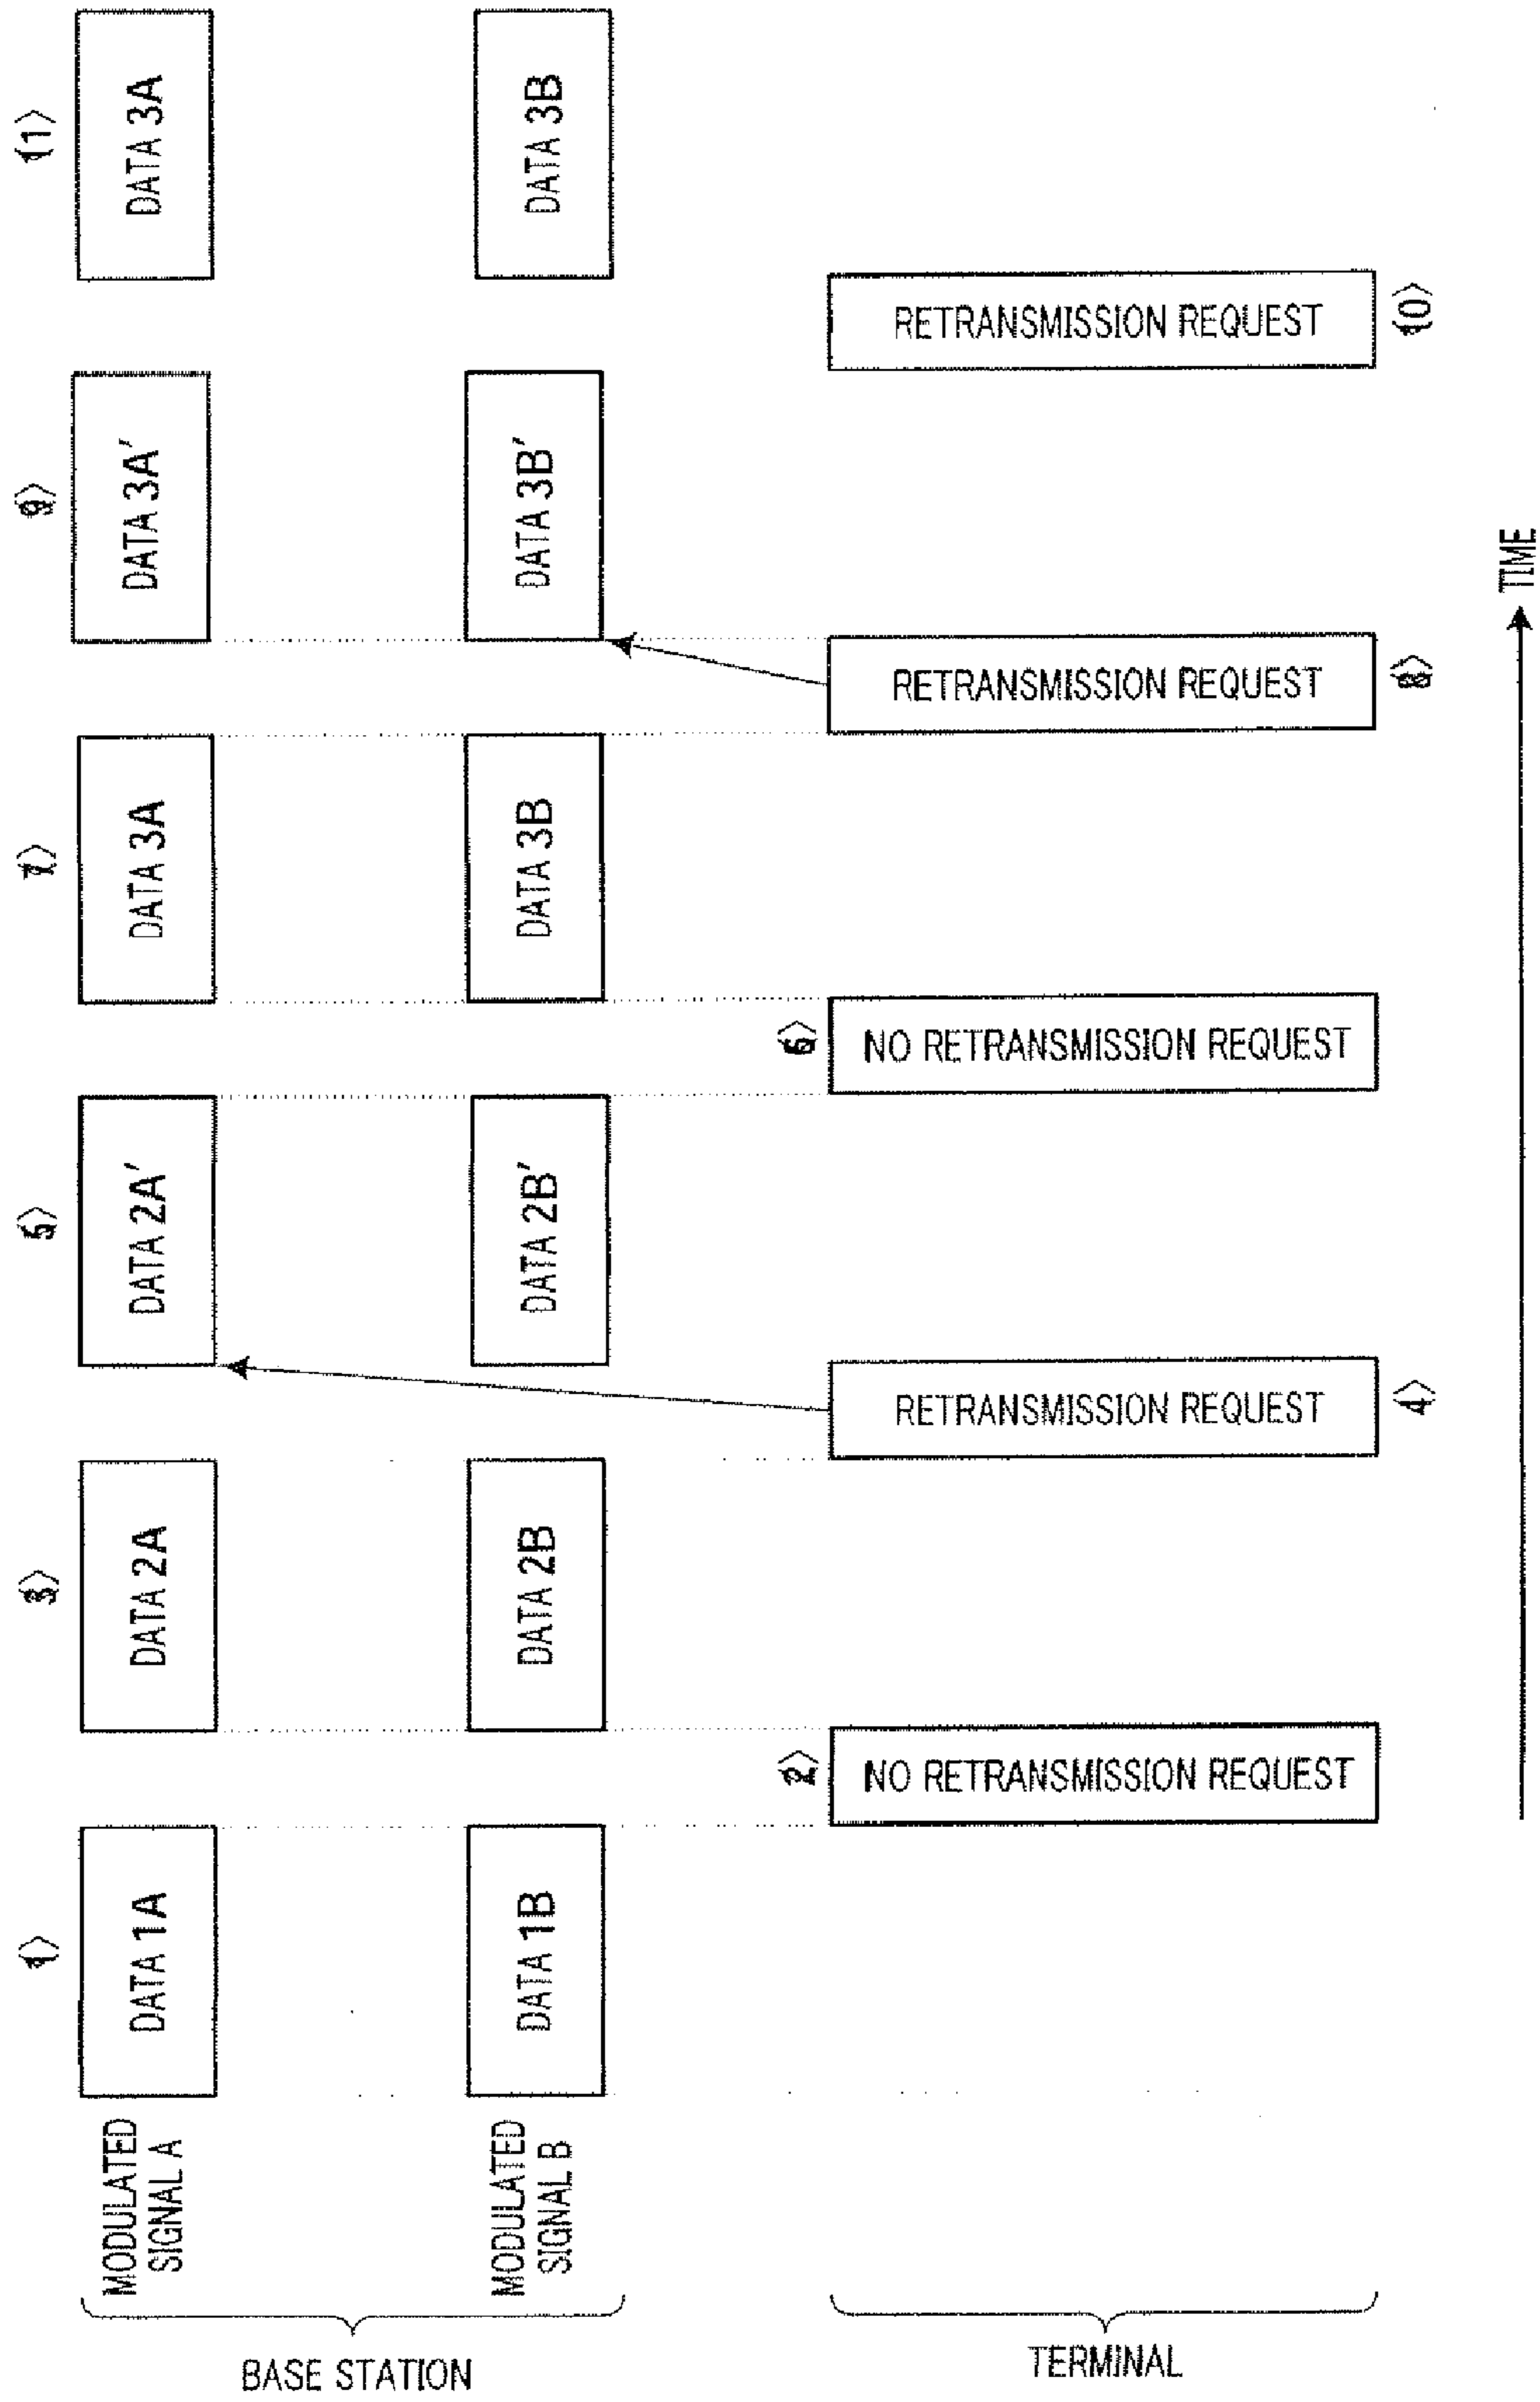 <1>
<3>
<5>
<7>
<9>
<11>
BASE STATION
MODULATED
SIGNAL A
DATA 1A
DATA 2A
DATA 2A'
DATA 3A
DATA 3A'
DATA 3A
MODULATED
SIGNAL B
DATA 1B
DATA 2B
DATA 2B'
DATA 3B
DATA 3B'
DATA 3B
<2>
<6>
TERMINAL
NO RETRANSMISSION REQUEST
RETRANSMISSION REQUEST
NO RETRANSMISSION REQUEST
RETRANSMISSION REQUEST
RETRANSMISSION REQUEST
<4>
<8>
<10>
TIME